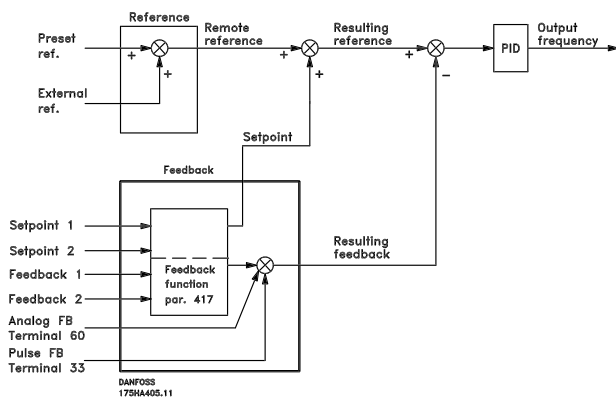 Reference
Preset
ref.
Remote
reference
Resulting
reference
Output
frequency
PID
+
+
+
+
+
−
External
ref.
Setpoint
Feedback
Setpoint 1
Setpoint 2
Feedback 1
Feedback 2
Feedback
function
par. 417
Resulting
feedback
Analog FB
Terminal 60
Pulse FB
Terminal 33
DANFOSS
175HA405.11